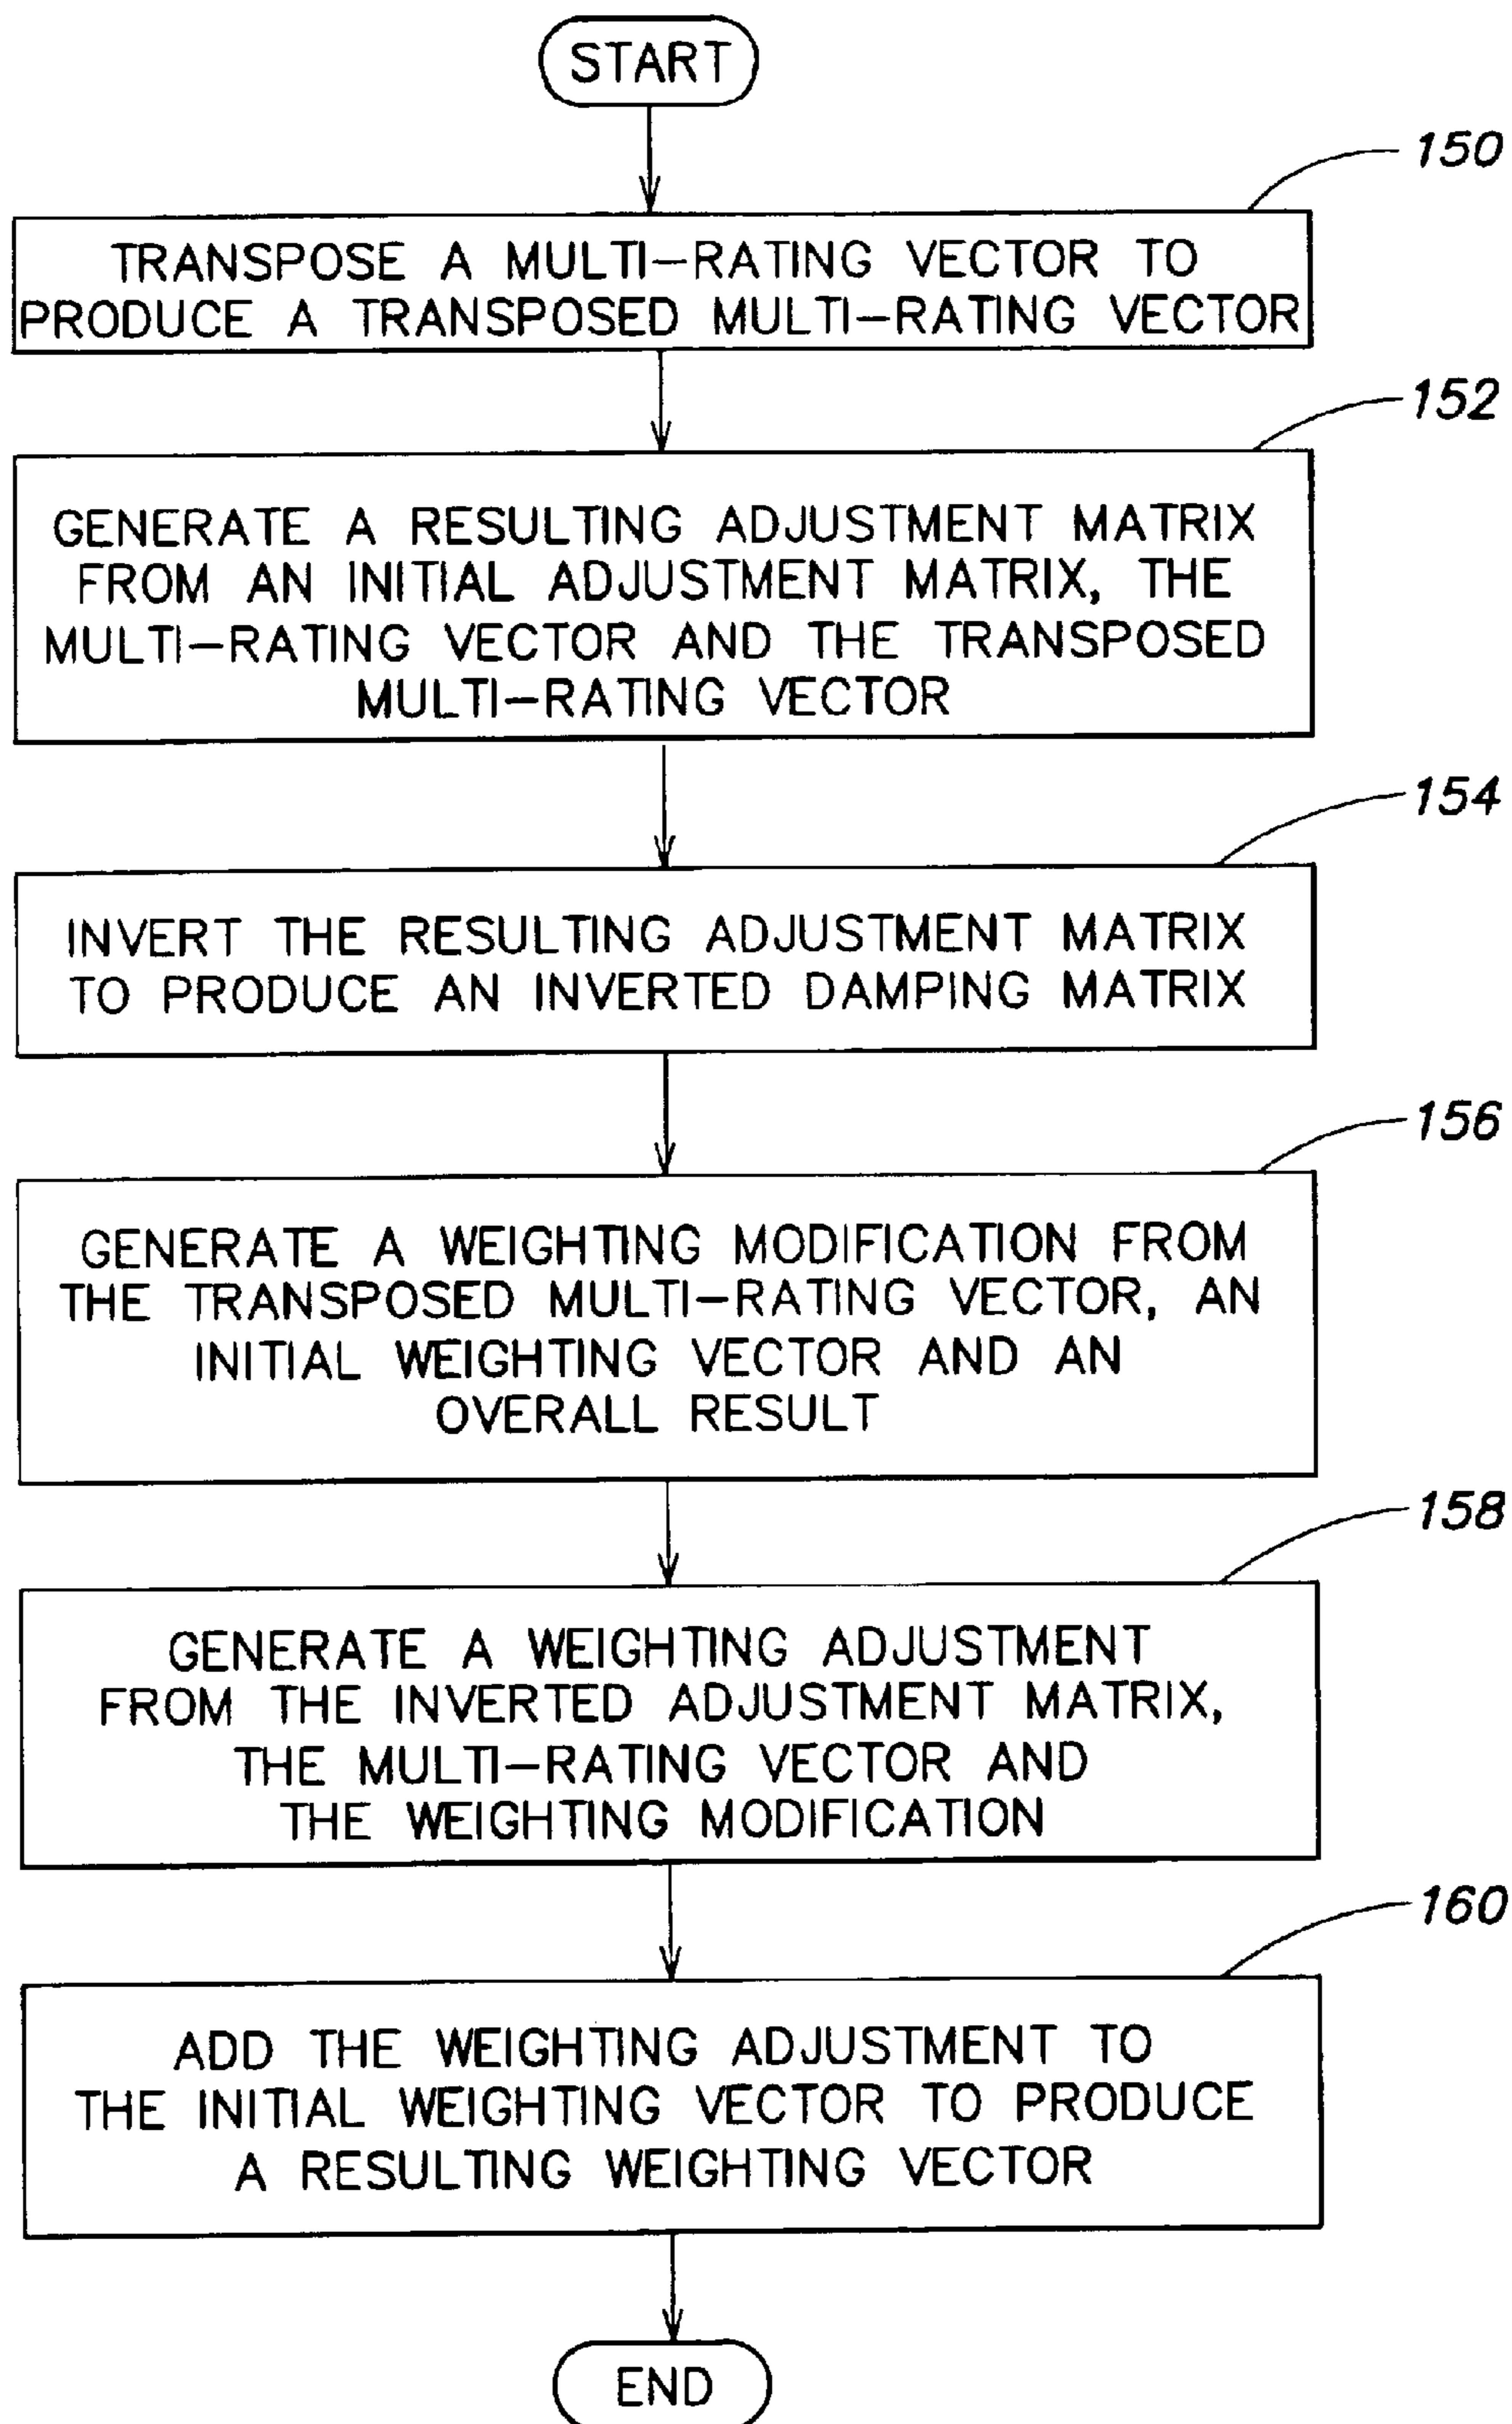 START
150
TRANSPOSE A MULTI-RATING VECTOR TO
PRODUCE A TRANSPOSED MULTI-RATING VECTOR
152
GENERATE A RESULTING ADJUSTMENT MATRIX
FROM AN INITIAL ADJUSTMENT MATRIX, THE
MULTI-RATING VECTOR AND THE TRANSPOSED
MULTI-RATING VECTOR
154
INVERT THE RESULTING ADJUSTMENT MATRIX
TO PRODUCE AN INVERTED DAMPING MATRIX
156
GENERATE A WEIGHTING MODIFICATION FROM
THE TRANSPOSED MULTI-RATING VECTOR, AN
INITIAL WEIGHTING VECTOR AND AN
OVERALL RESULT
158
GENERATE A WEIGHTING ADJUSTMENT
FROM THE INVERTED ADJUSTMENT MATRIX,
THE MULTI-RATING VECTOR AND
THE WEIGHTING MODIFICATION
160
ADD THE WEIGHTING ADJUSTMENT TO
THE INITIAL WEIGHTING VECTOR TO PRODUCE
A RESULTING WEIGHTING VECTOR
END